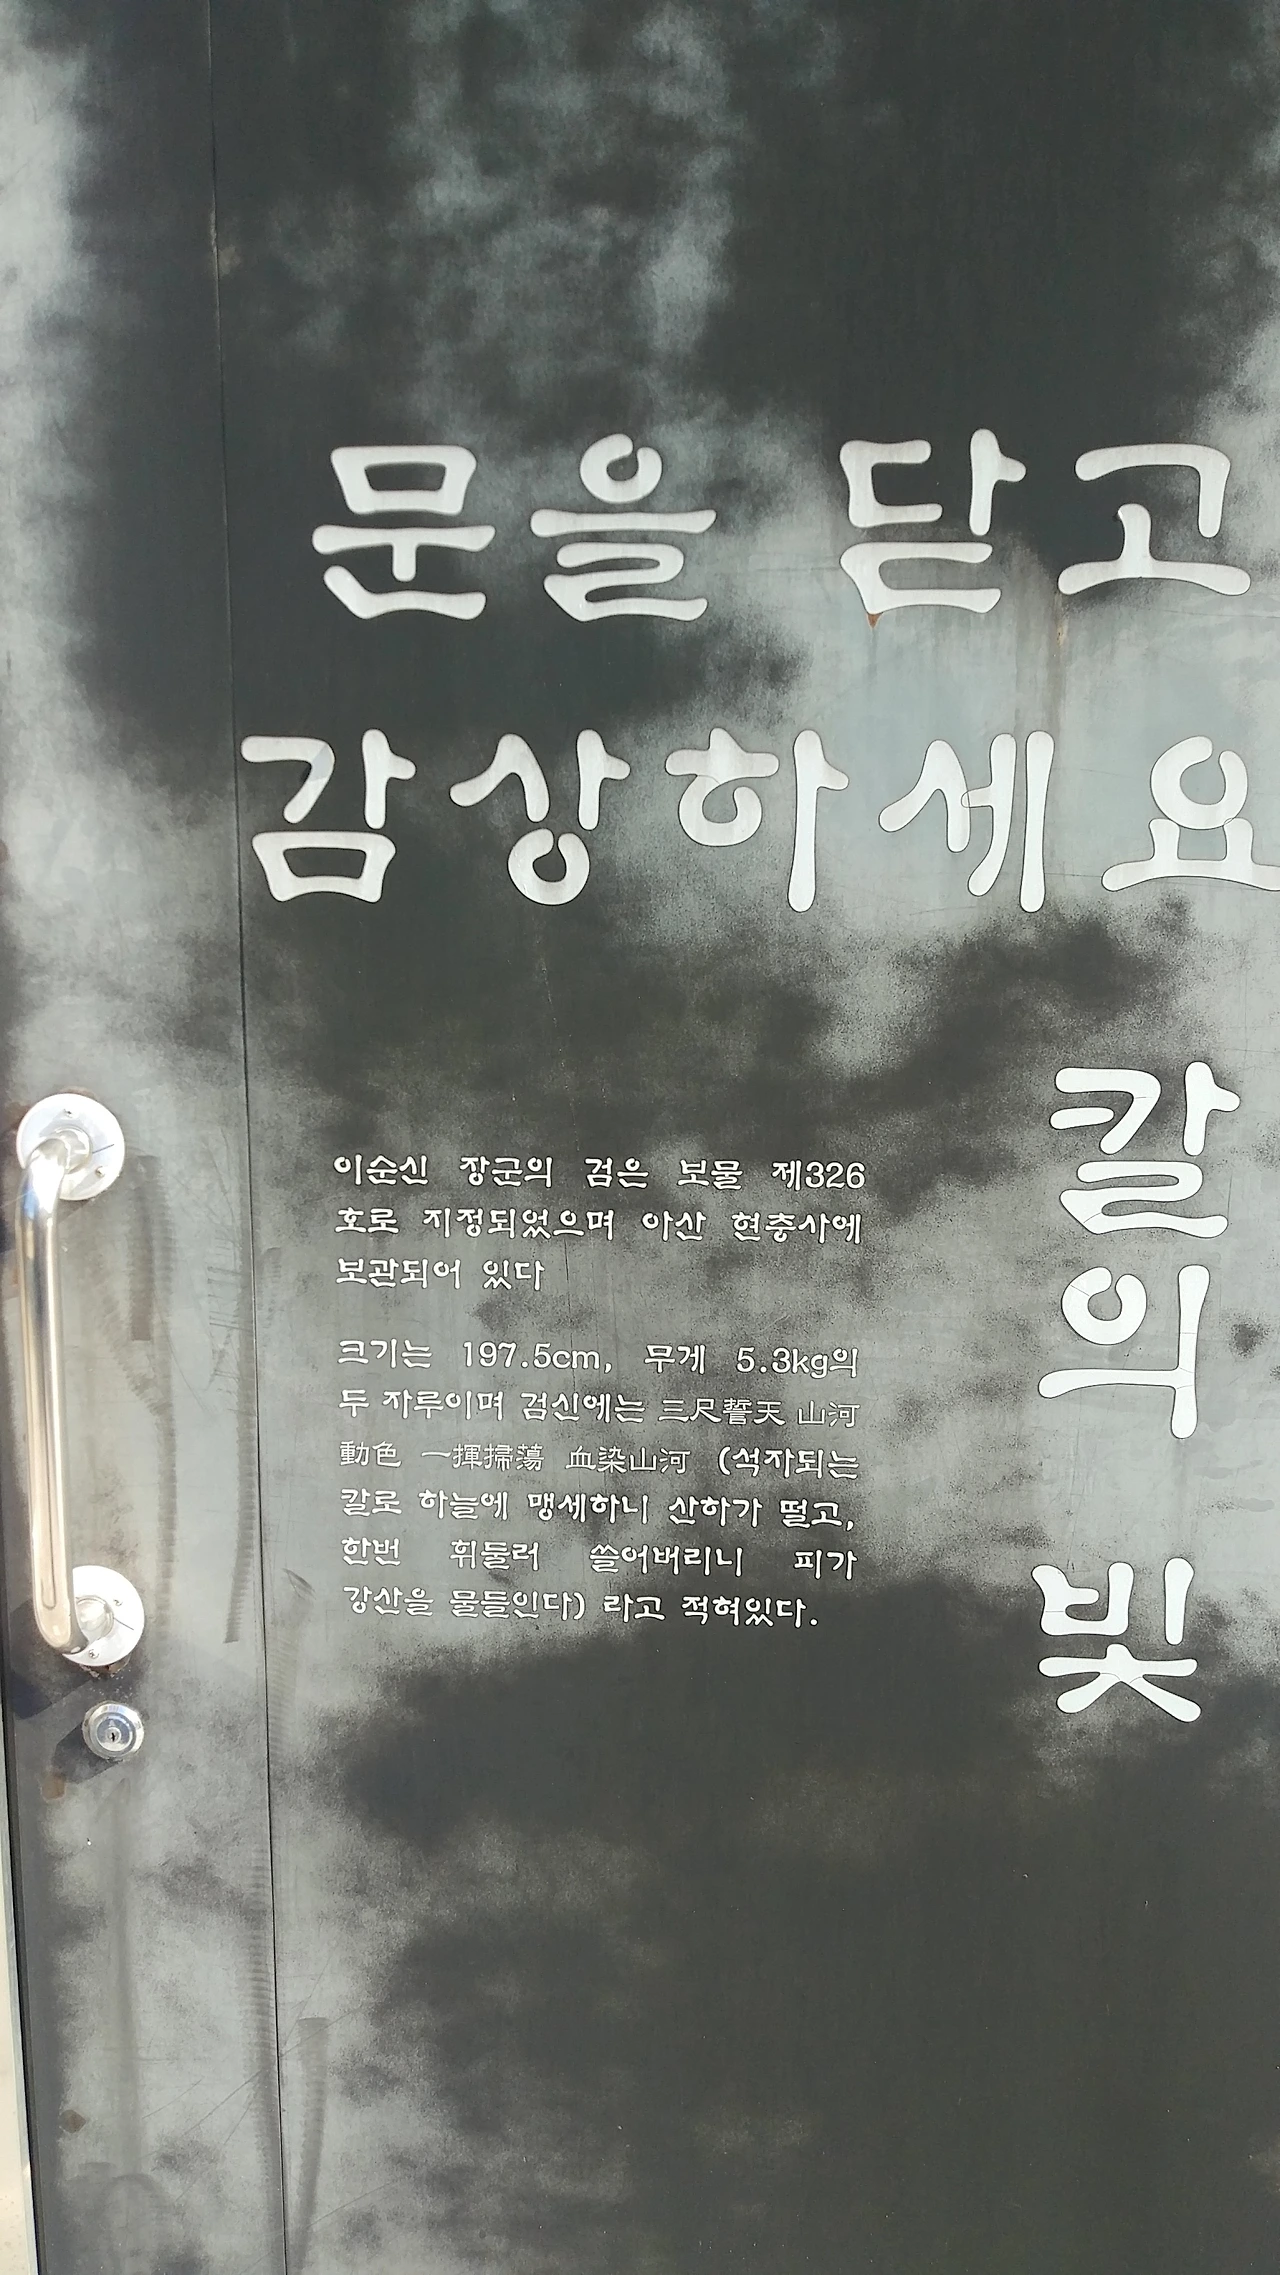 문을 닫고
감상하세요
칼의 빛
이순신 장군의 검은 보물 제326
호로 지정되었으며 아산 현충사에
보관되어 있다
크기는 197.5cm, 무게 5.3kg의
두 자루이며 검신에는 三尺誓天 山河
動色 一揮掃蕩 血染山河 (석자되는
칼로 하늘에 맹세하니 산하가 떨고,
한번 휘둘러 쓸어버리니 피가
강산을 물들인다) 라고 적혀있다.